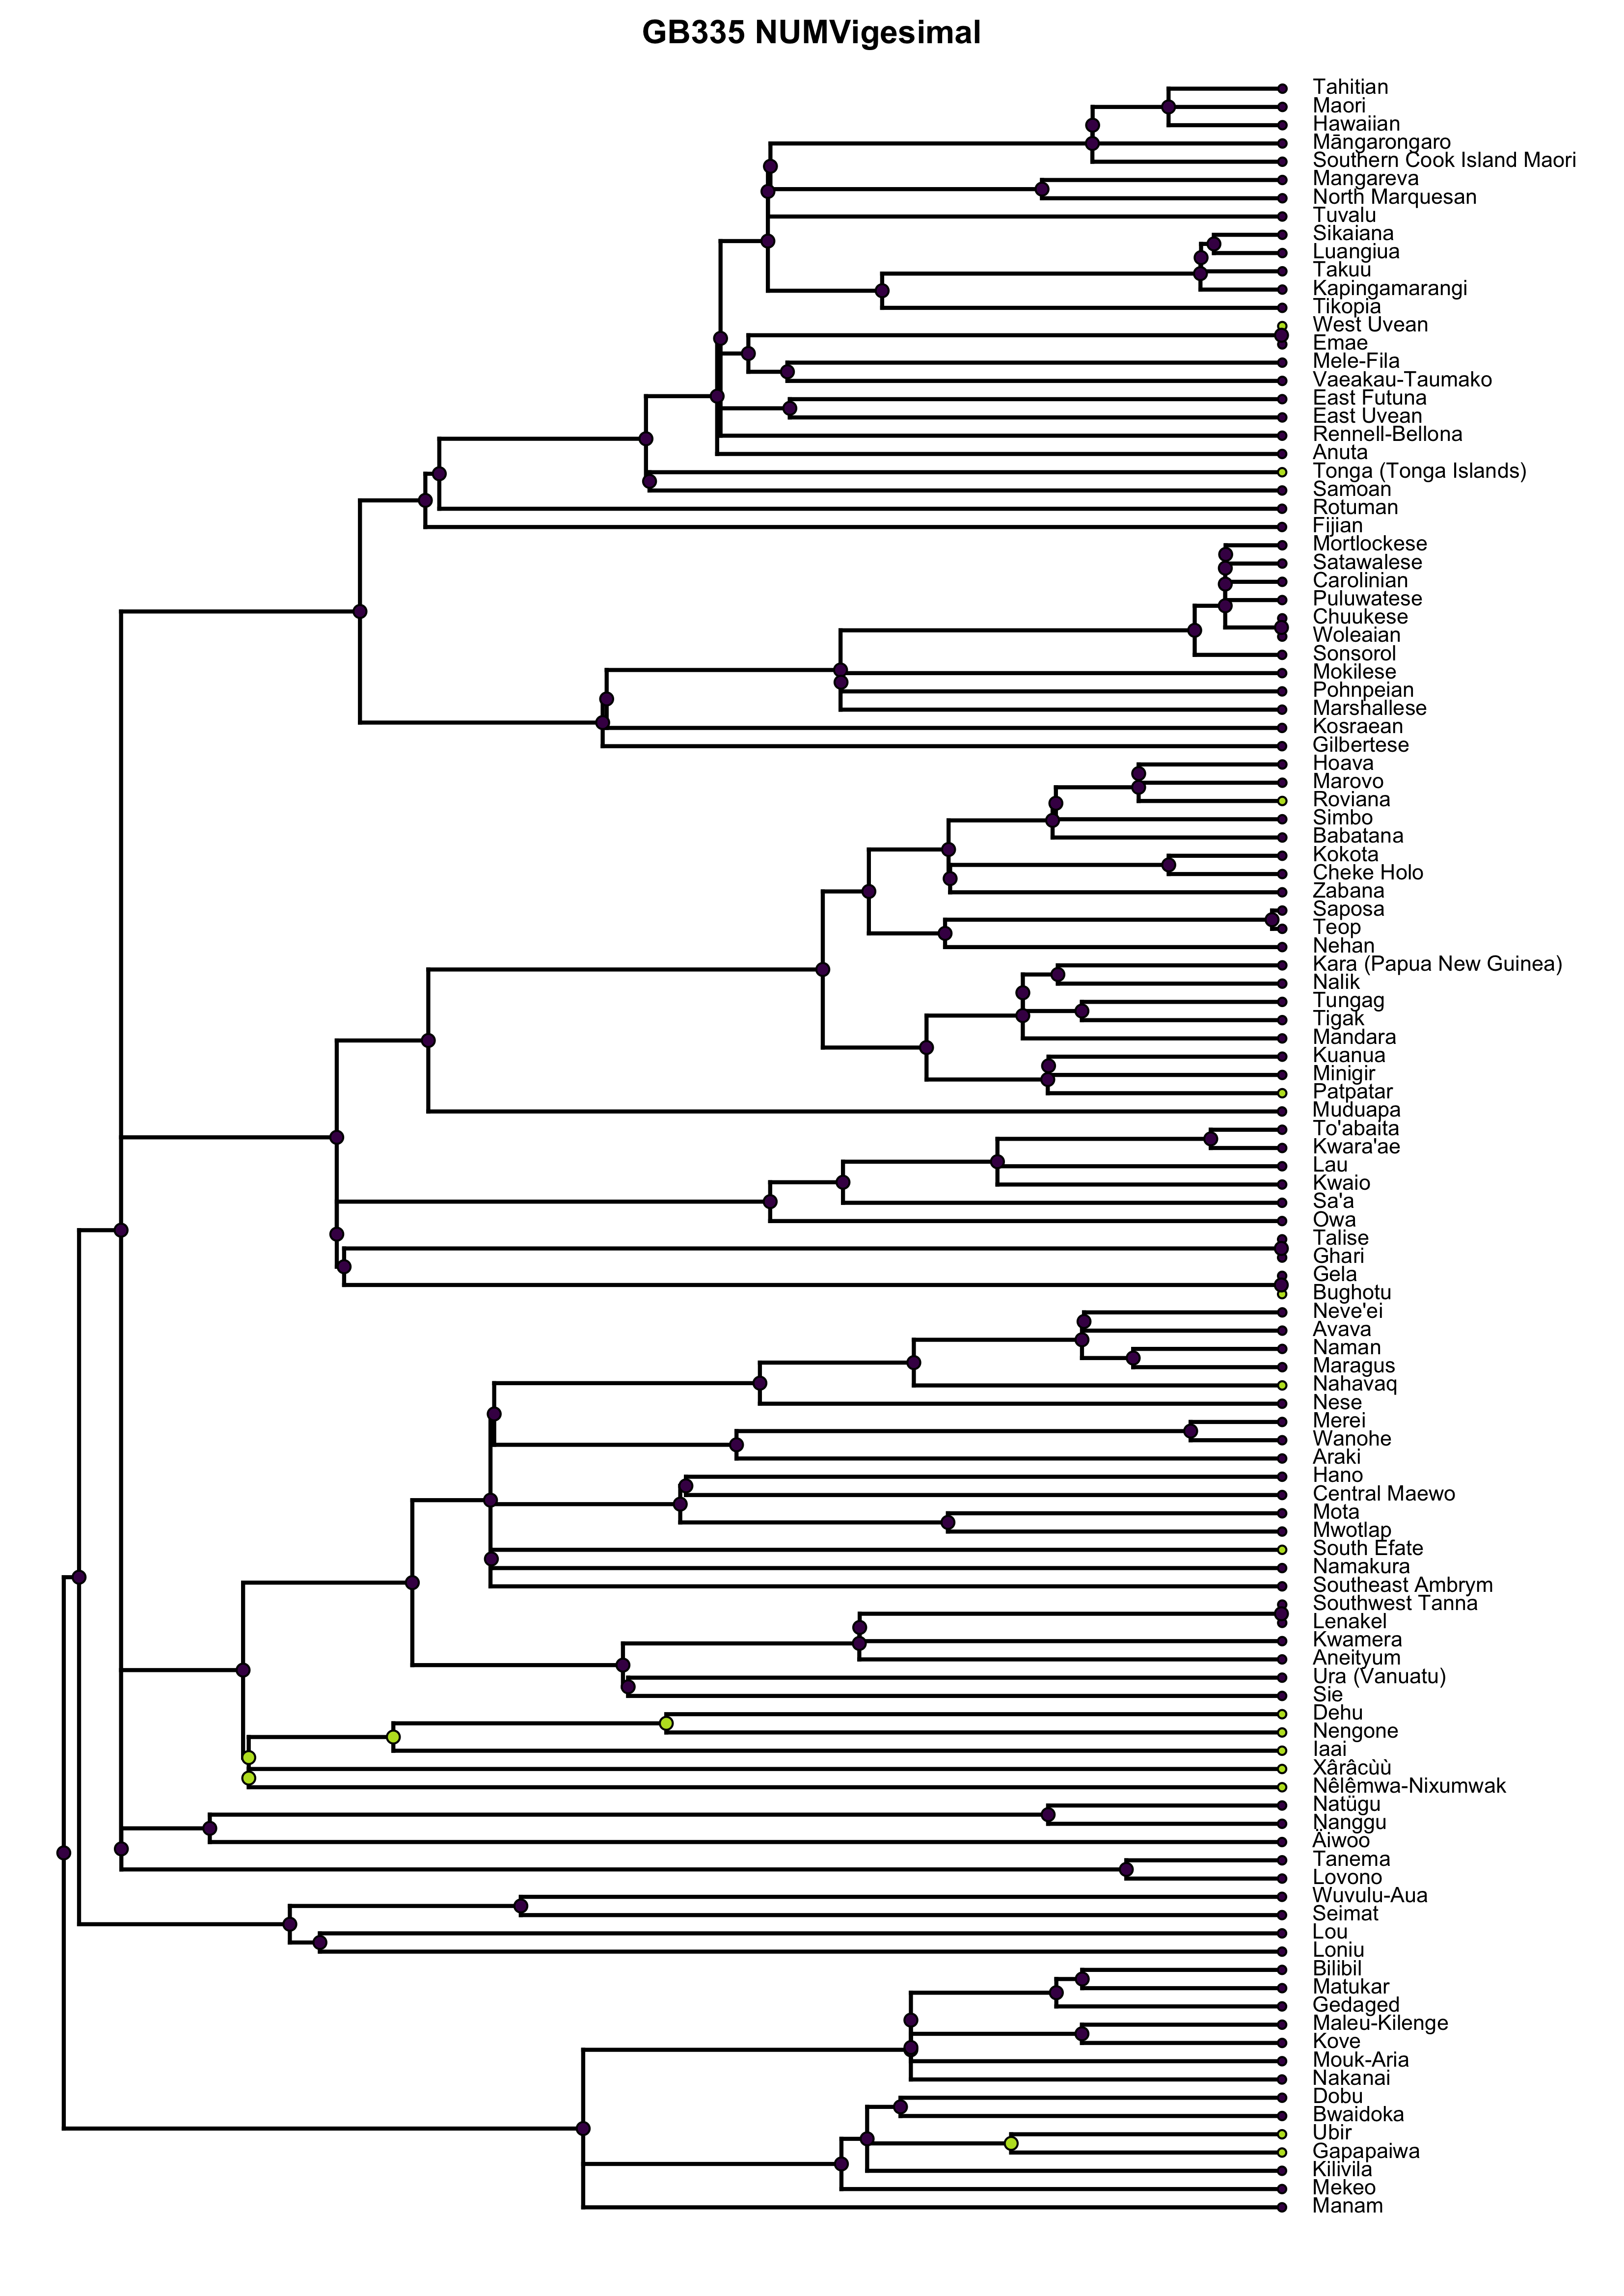 GB335 NUMVigesimal
Tahitian
Maori
Hawaiian
Māngarongaro
Southern Cook Island Maori
Mangareva
North Marquesan
Tuvalu
Sikaiana
Luangiua
Takuu
Kapingamarangi
Tikopia
West Uvean
Emae
Mele-Fila
Vaeakau-Taumako
East Futuna
East Uvean
Rennell-Bellona
Anuta
Tonga (Tonga Islands)
Samoan
Rotuman
Fijian
Mortlockese
Satawalese
Carolinian
Puluwatese
Chuukese
Woleaian
Sonsorol
Mokilese
Pohnpeian
Marshallese
Kosraean
Gilbertese
Hoava
Marovo
Roviana
Simbo
Babatana
Kokota
Cheke Holo
Zabana
Saposa
Teop
Nehan
Kara (Papua New Guinea)
Nalik
Tungag
Tigak
Mandara
Kuanua
Minigir
Patpatar
Muduapa
To'abaita
Kwara'ae
Lau
Kwaio
Sa'a
Owa
Talise
Ghari
Gela
Bughotu
Neve'ei
Avava
Naman
Maragus
Nahavaq
Nese
Merei
Wanohe
Araki
Hano
Central Maewo
Mota
Mwotlap
South Efate
Namakura
Southeast Ambrym
Southwest Tanna
Lenakel
Kwamera
Aneityum
Ura (Vanuatu)
Sie
Dehu
Nengone
Iaai
Xârâcùù
Nêlêmwa-Nixumwak
Natügu
Nanggu
Äiwoo
Tanema
Lovono
Wuvulu-Aua
Seimat
Lou
Loniu
Bilibil
Matukar
Gedaged
Maleu-Kilenge
Kove
Mouk-Aria
Nakanai
Dobu
Bwaidoka
Ubir
Gapapaiwa
Kilivila
Mekeo
Manam